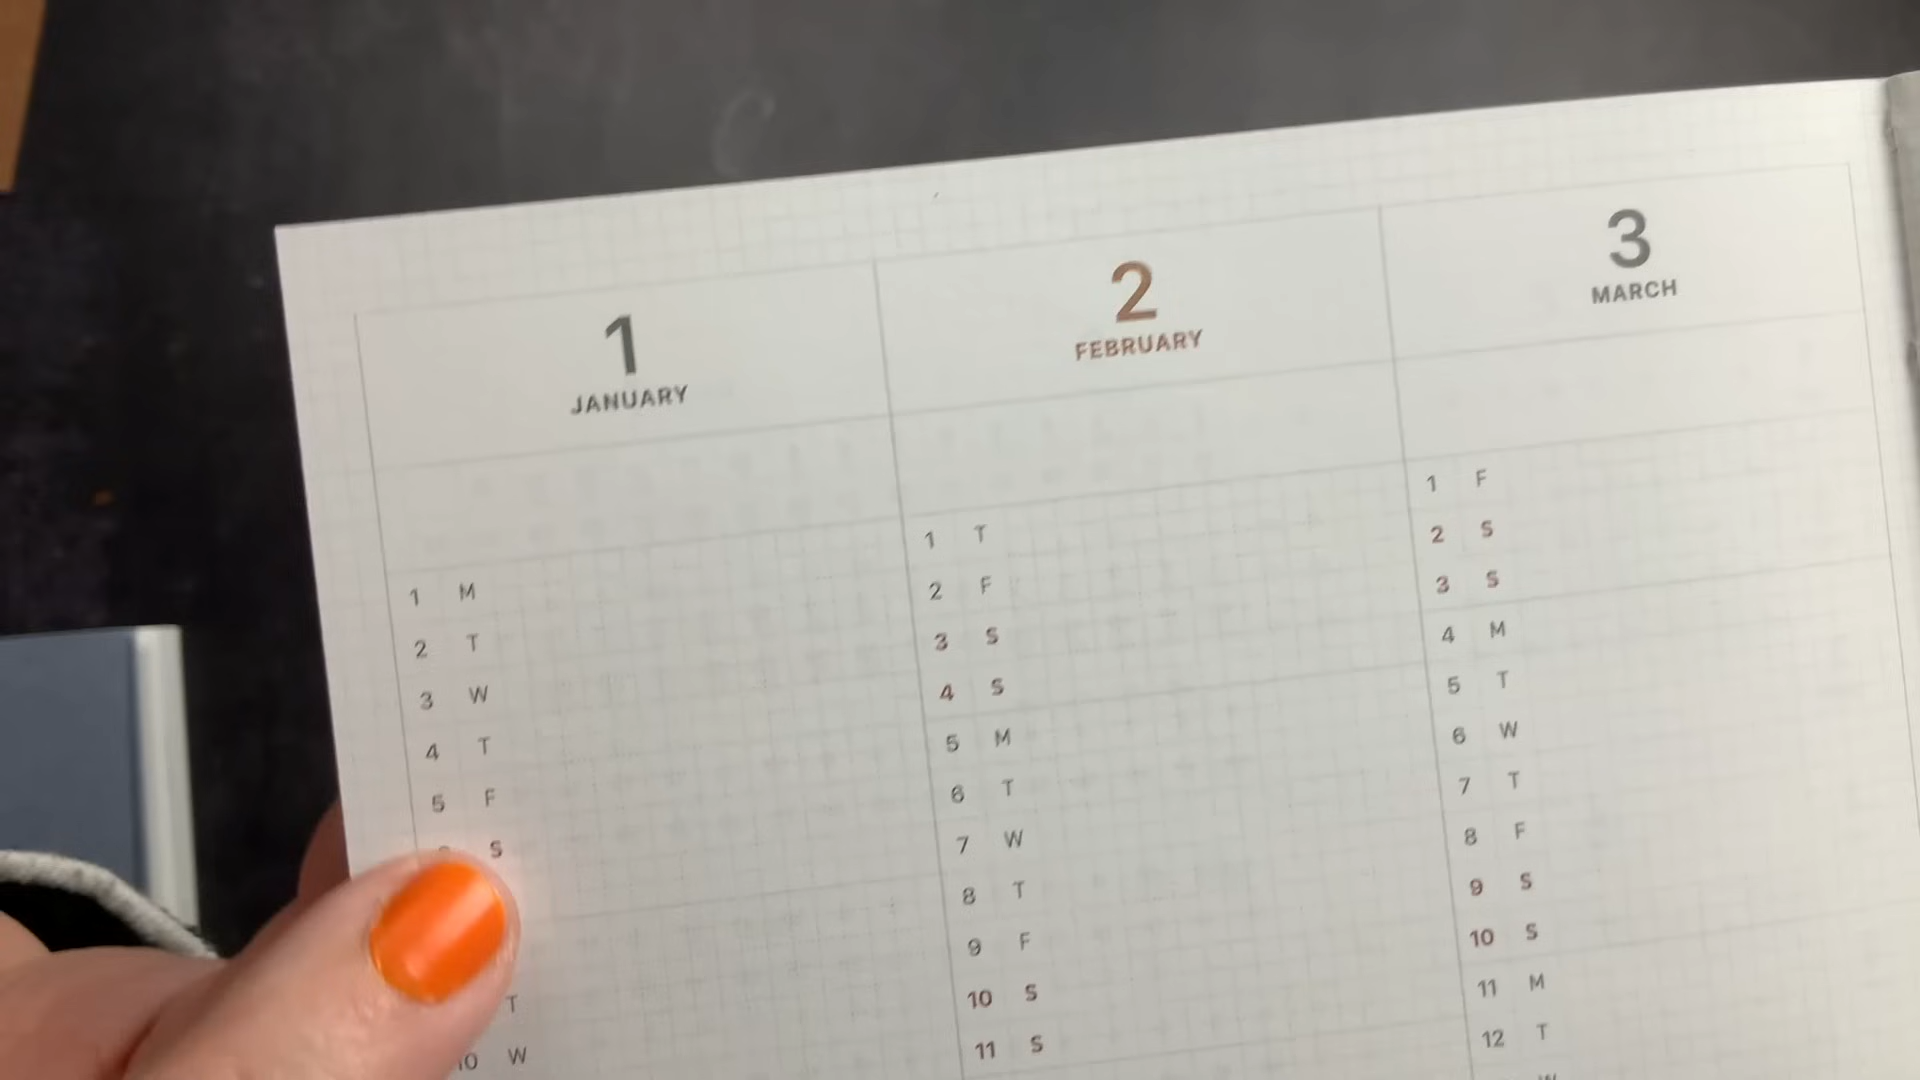 1
JANUARY
1 M
2 T
3 W
4 T
5 F
S
T
10 W
2
FEBRUARY
1 T
2 F
3 S
4 S
5 M
6 T
7 W
8 T
9 F
10 S
11 S
3
MARCH
1 F
2 S
3 S
4 M
5 T
6 W
7 T
8 F
9 S
10 S
11 M
12 T